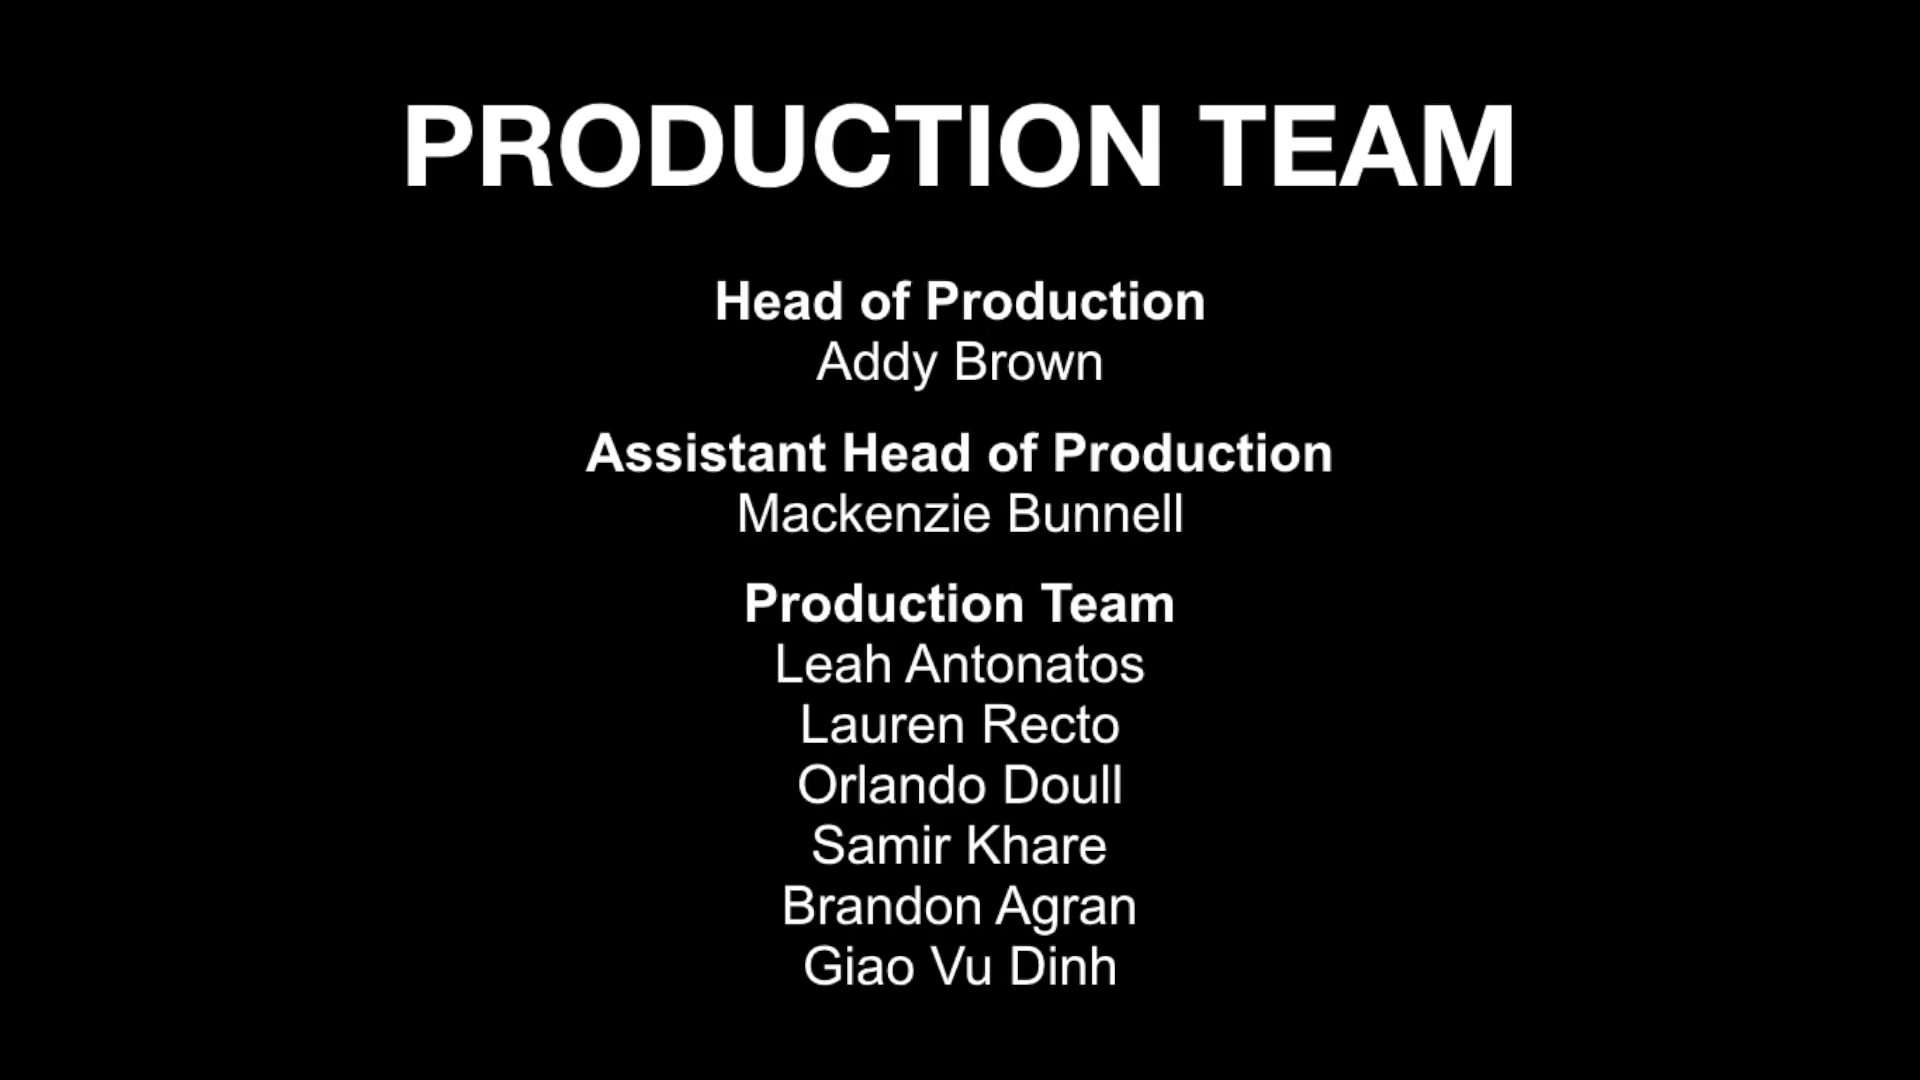 PRODUCTION TEAM
Head of Production
Addy Brown
Assistant Head of Production
Mackenzie Bunnell
Production Team
Leah Antonatos
Lauren Recto
Orlando Doull
Samir Khare
Brandon Agran
Giao Vu Dinh